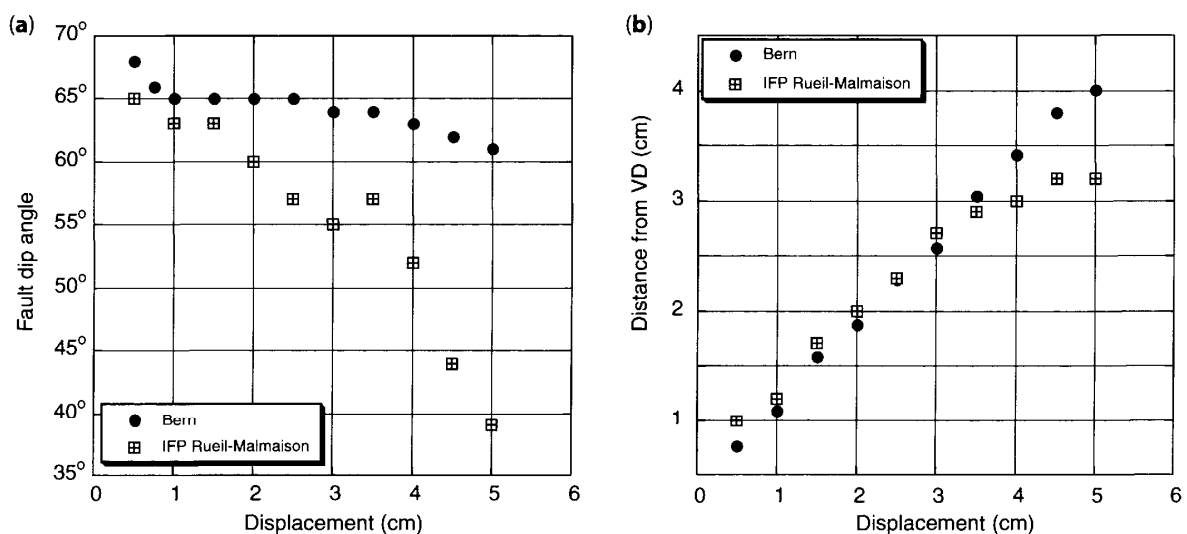 (a)
70°
65°
60°
55°
50°
45°
40°
35°
Fault dip angle
Bern
IFP Rueil-Malmaison
0 1 2 3 4 5 6
Displacement (cm)
(b)
Bern
IFP Rueil-Malmaison
4
3
2
1
Distance from VD (cm)
0 1 2 3 4 5 6
Displacement (cm)